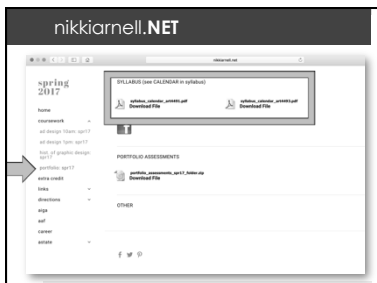 nikkiarnell.NET
nikkiarnell.net
spring
2017
home
coursework
ad design 10am: spr17
ad design 1pm: spr17
hist. of graphic design:
spr17
portfolio: spr17
extra credit
links
directions
aiga
aaf
career
astate
SYLLABUS (see CALENDAR in syllabus)
syllabus_calendar_art4401.pdf
Download File
syllabus_calendar_art4403.pdf
Download File
PORTFOLIO ASSESSMENTS
portfolio_assessments_spr17_folder.zip
Download File
OTHER